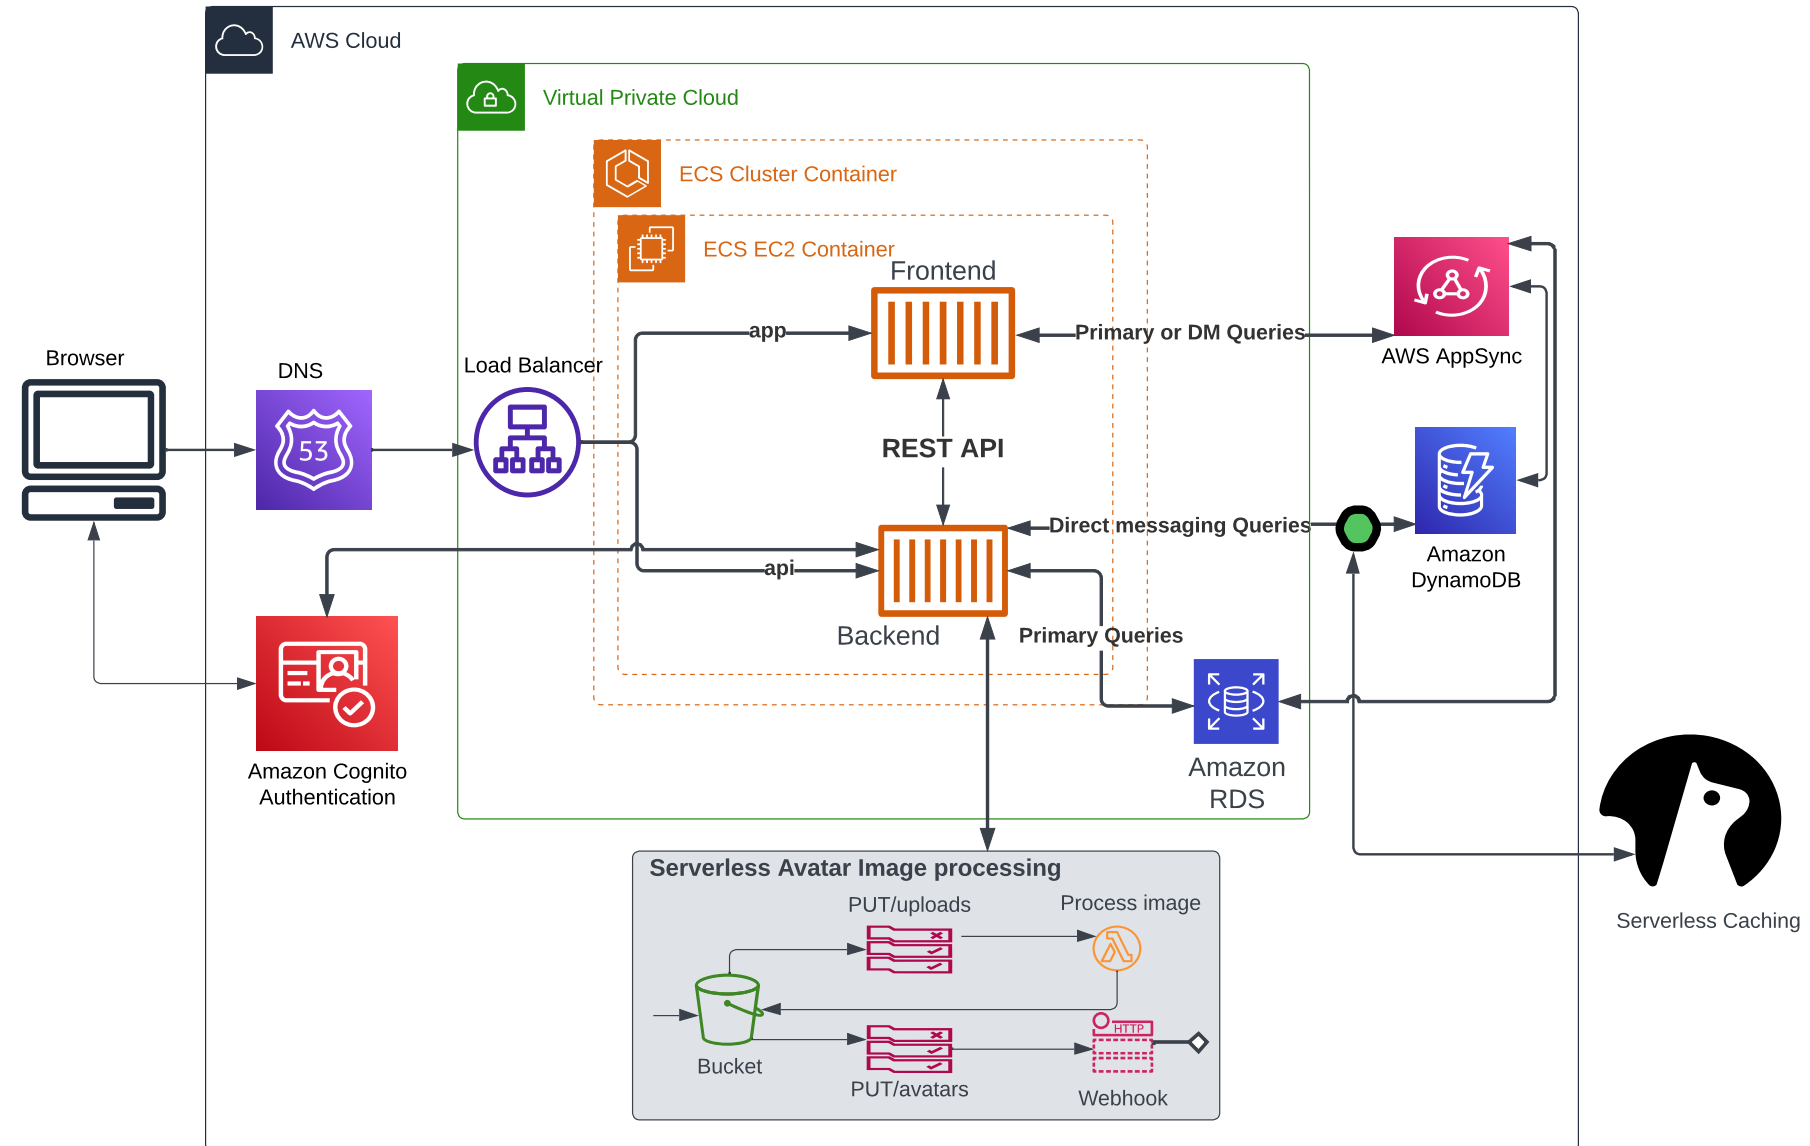 AWS Cloud
Virtual Private Cloud
ECS Cluster Container
ECS EC2 Container
Frontend
app
Primary or DM Queries
AWS AppSync
Browser
DNS
53
Load Balancer
REST API
Direct messaging Queries
Amazon
DynamoDB
api
Backend
Primary Queries
Amazon Cognito
Authentication
Amazon
RDS
Serverless Avatar Image processing
PUT/uploads
Process image
Serverless Caching
HTTP
Bucket
PUT/avatars
Webhook